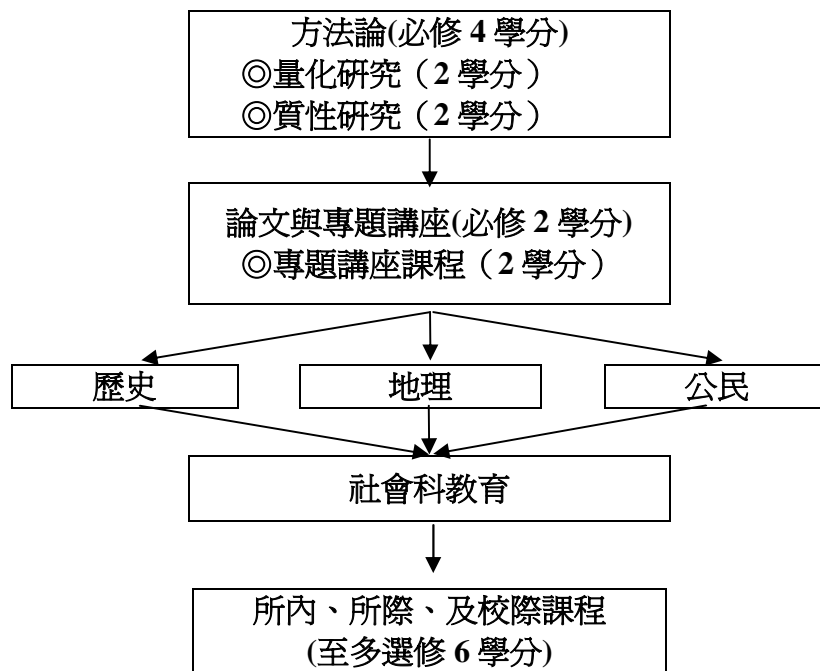 方法論(必修 4 學分)
◎量化研究（2 學分）
◎質性研究（2 學分）
論文與專題講座(必修 2 學分)
◎專題講座課程（2 學分）
歷史
地理
公民
社會科教育
所內、所際、及校際課程
(至多選修 6 學分)